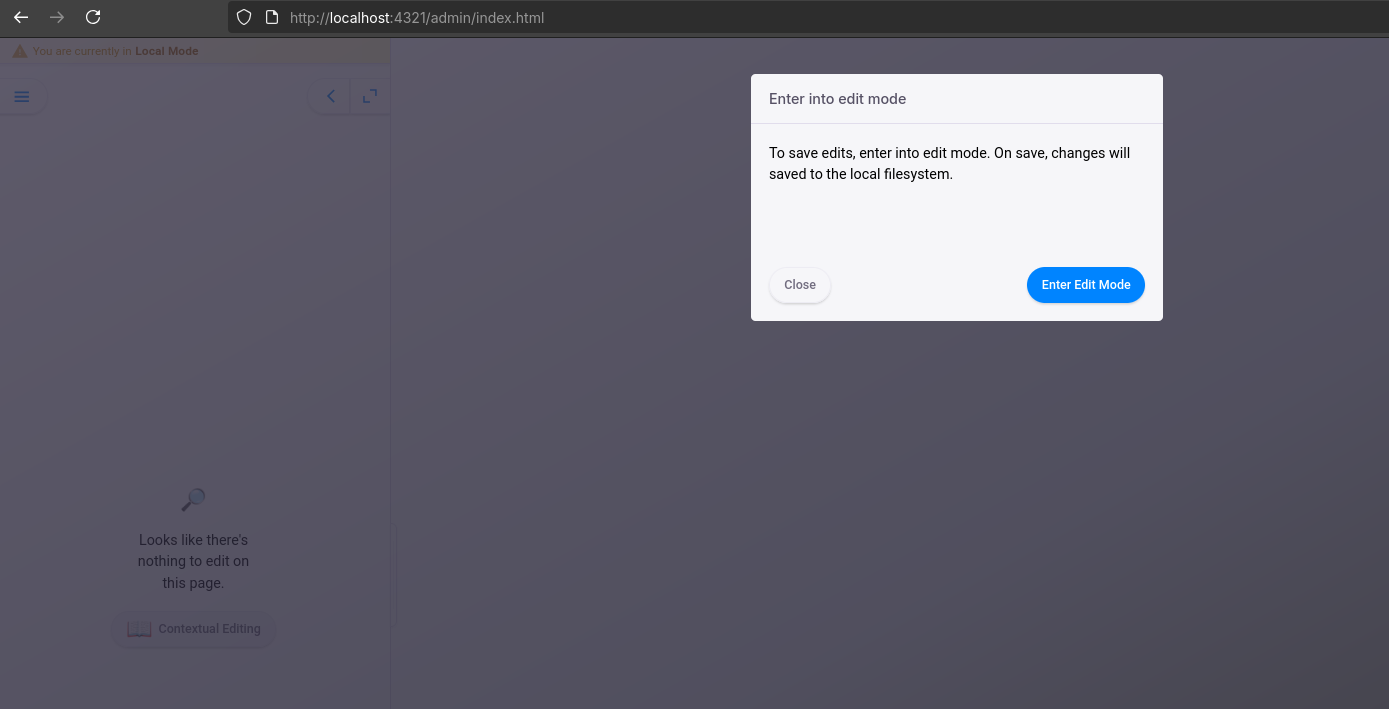 http://localhost:4321/admin/index.html
You are currently in Local Mode
Enter into edit mode
To save edits, enter into edit mode. On save, changes will
saved to the local filesystem.
Close
Enter Edit Mode
Looks like there's
nothing to edit on
this page.
Contextual Editing